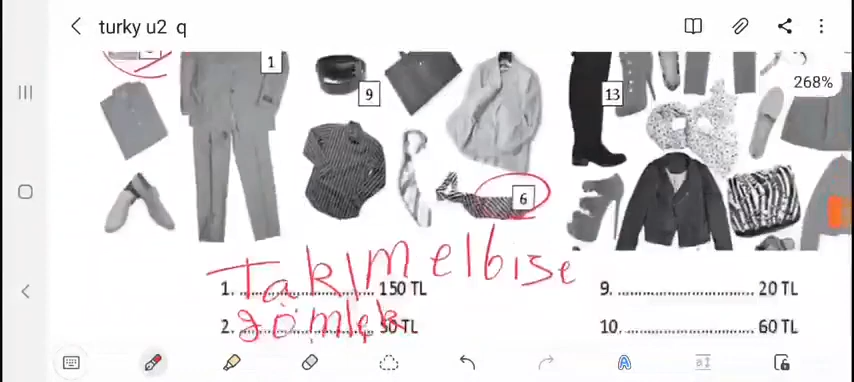 turky u2 q
268%
1
9
13
6
Takım elbise
1. 150 TL
9. 20 TL
gömlek
2. 50 TL
10. 60 TL